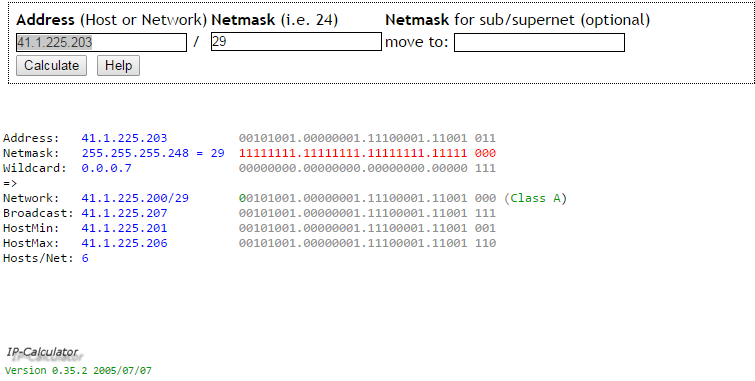 Address (Host or Network) Netmask (i.e. 24) Netmask for sub/supernet (optional)
41.1.225.203 / 29 move to:
Calculate Help
Address: 41.1.225.203 00101001.00000001.11100001.11001 011
Netmask: 255.255.255.248 = 29 11111111.11111111.11111111.11111 000
Wildcard: 0.0.0.7 00000000.00000000.00000000.00000 111
=>
Network: 41.1.225.200/29 00101001.00000001.11100001.11001 000 (Class A)
Broadcast: 41.1.225.207 00101001.00000001.11100001.11001 111
HostMin: 41.1.225.201 00101001.00000001.11100001.11001 001
HostMax: 41.1.225.206 00101001.00000001.11100001.11001 110
Hosts/Net: 6
IP-Calculator
Version 0.35.2 2005/07/07